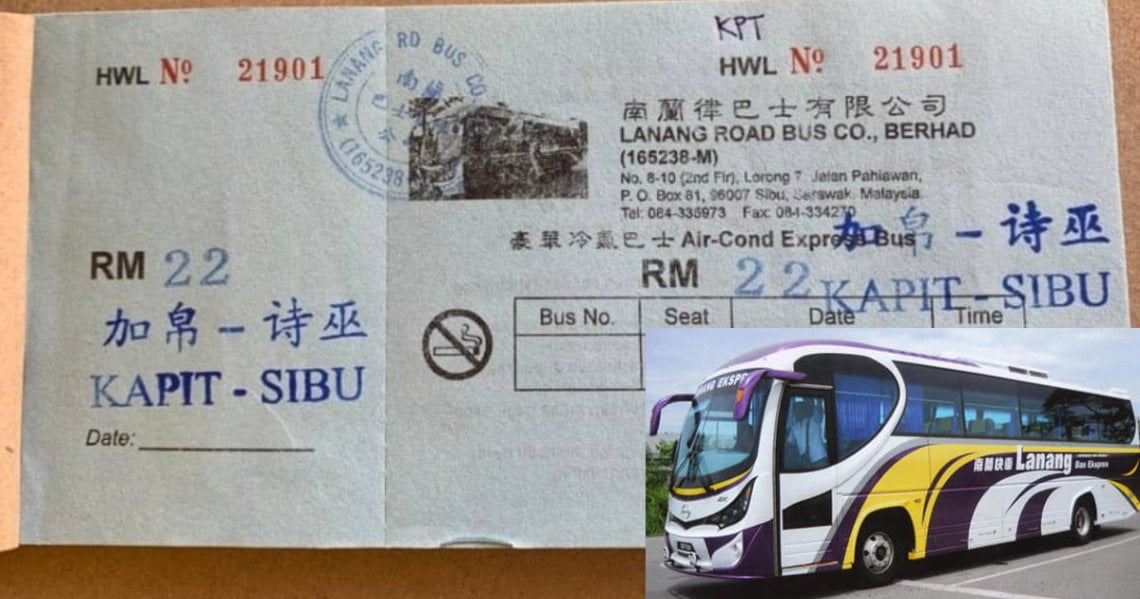 HWL Nº 21901
RM 22
加帛 – 诗巫
KAPIT - SIBU
Date:
LANANG RD BUS CO
(165238
KPT
HWL Nº 21901
南蘭律巴士有限公司
LANANG ROAD BUS CO., BERHAD
(165238-M)
No. 8-10 (2nd Flr), Lorong 7, Jalan Pahlawan,
P. O. Box 81, 96007 Sibu, Sarawak, Malaysia.
Tel: 084-335973 Fax: 084-334270
豪華冷氣巴士 Air-Cond Express Bus
加帛 – 诗巫
RM 22
KAPIT - SIBU
Bus No. Seat Date Time
南蘭快車 Lanang
Bas Ekspres